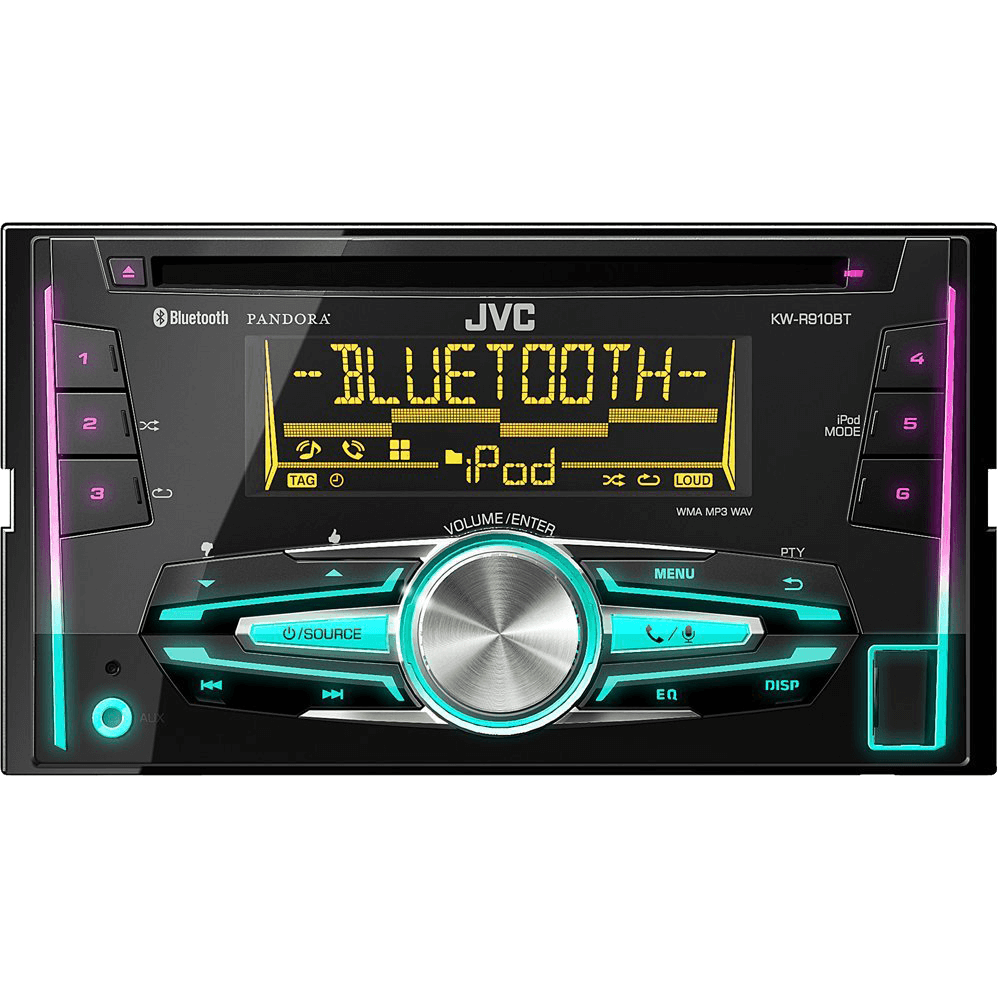 Bluetooth PANDORA JVC KW-R910BT
-- BLUETOOTH --
1
4
2
iPod MODE
5
TAG
iPod
LOUD
3
6
WMA MP3 WAV
VOLUME/ENTER
PTY
MENU
/SOURCE
/
EQ
DISP
AUX